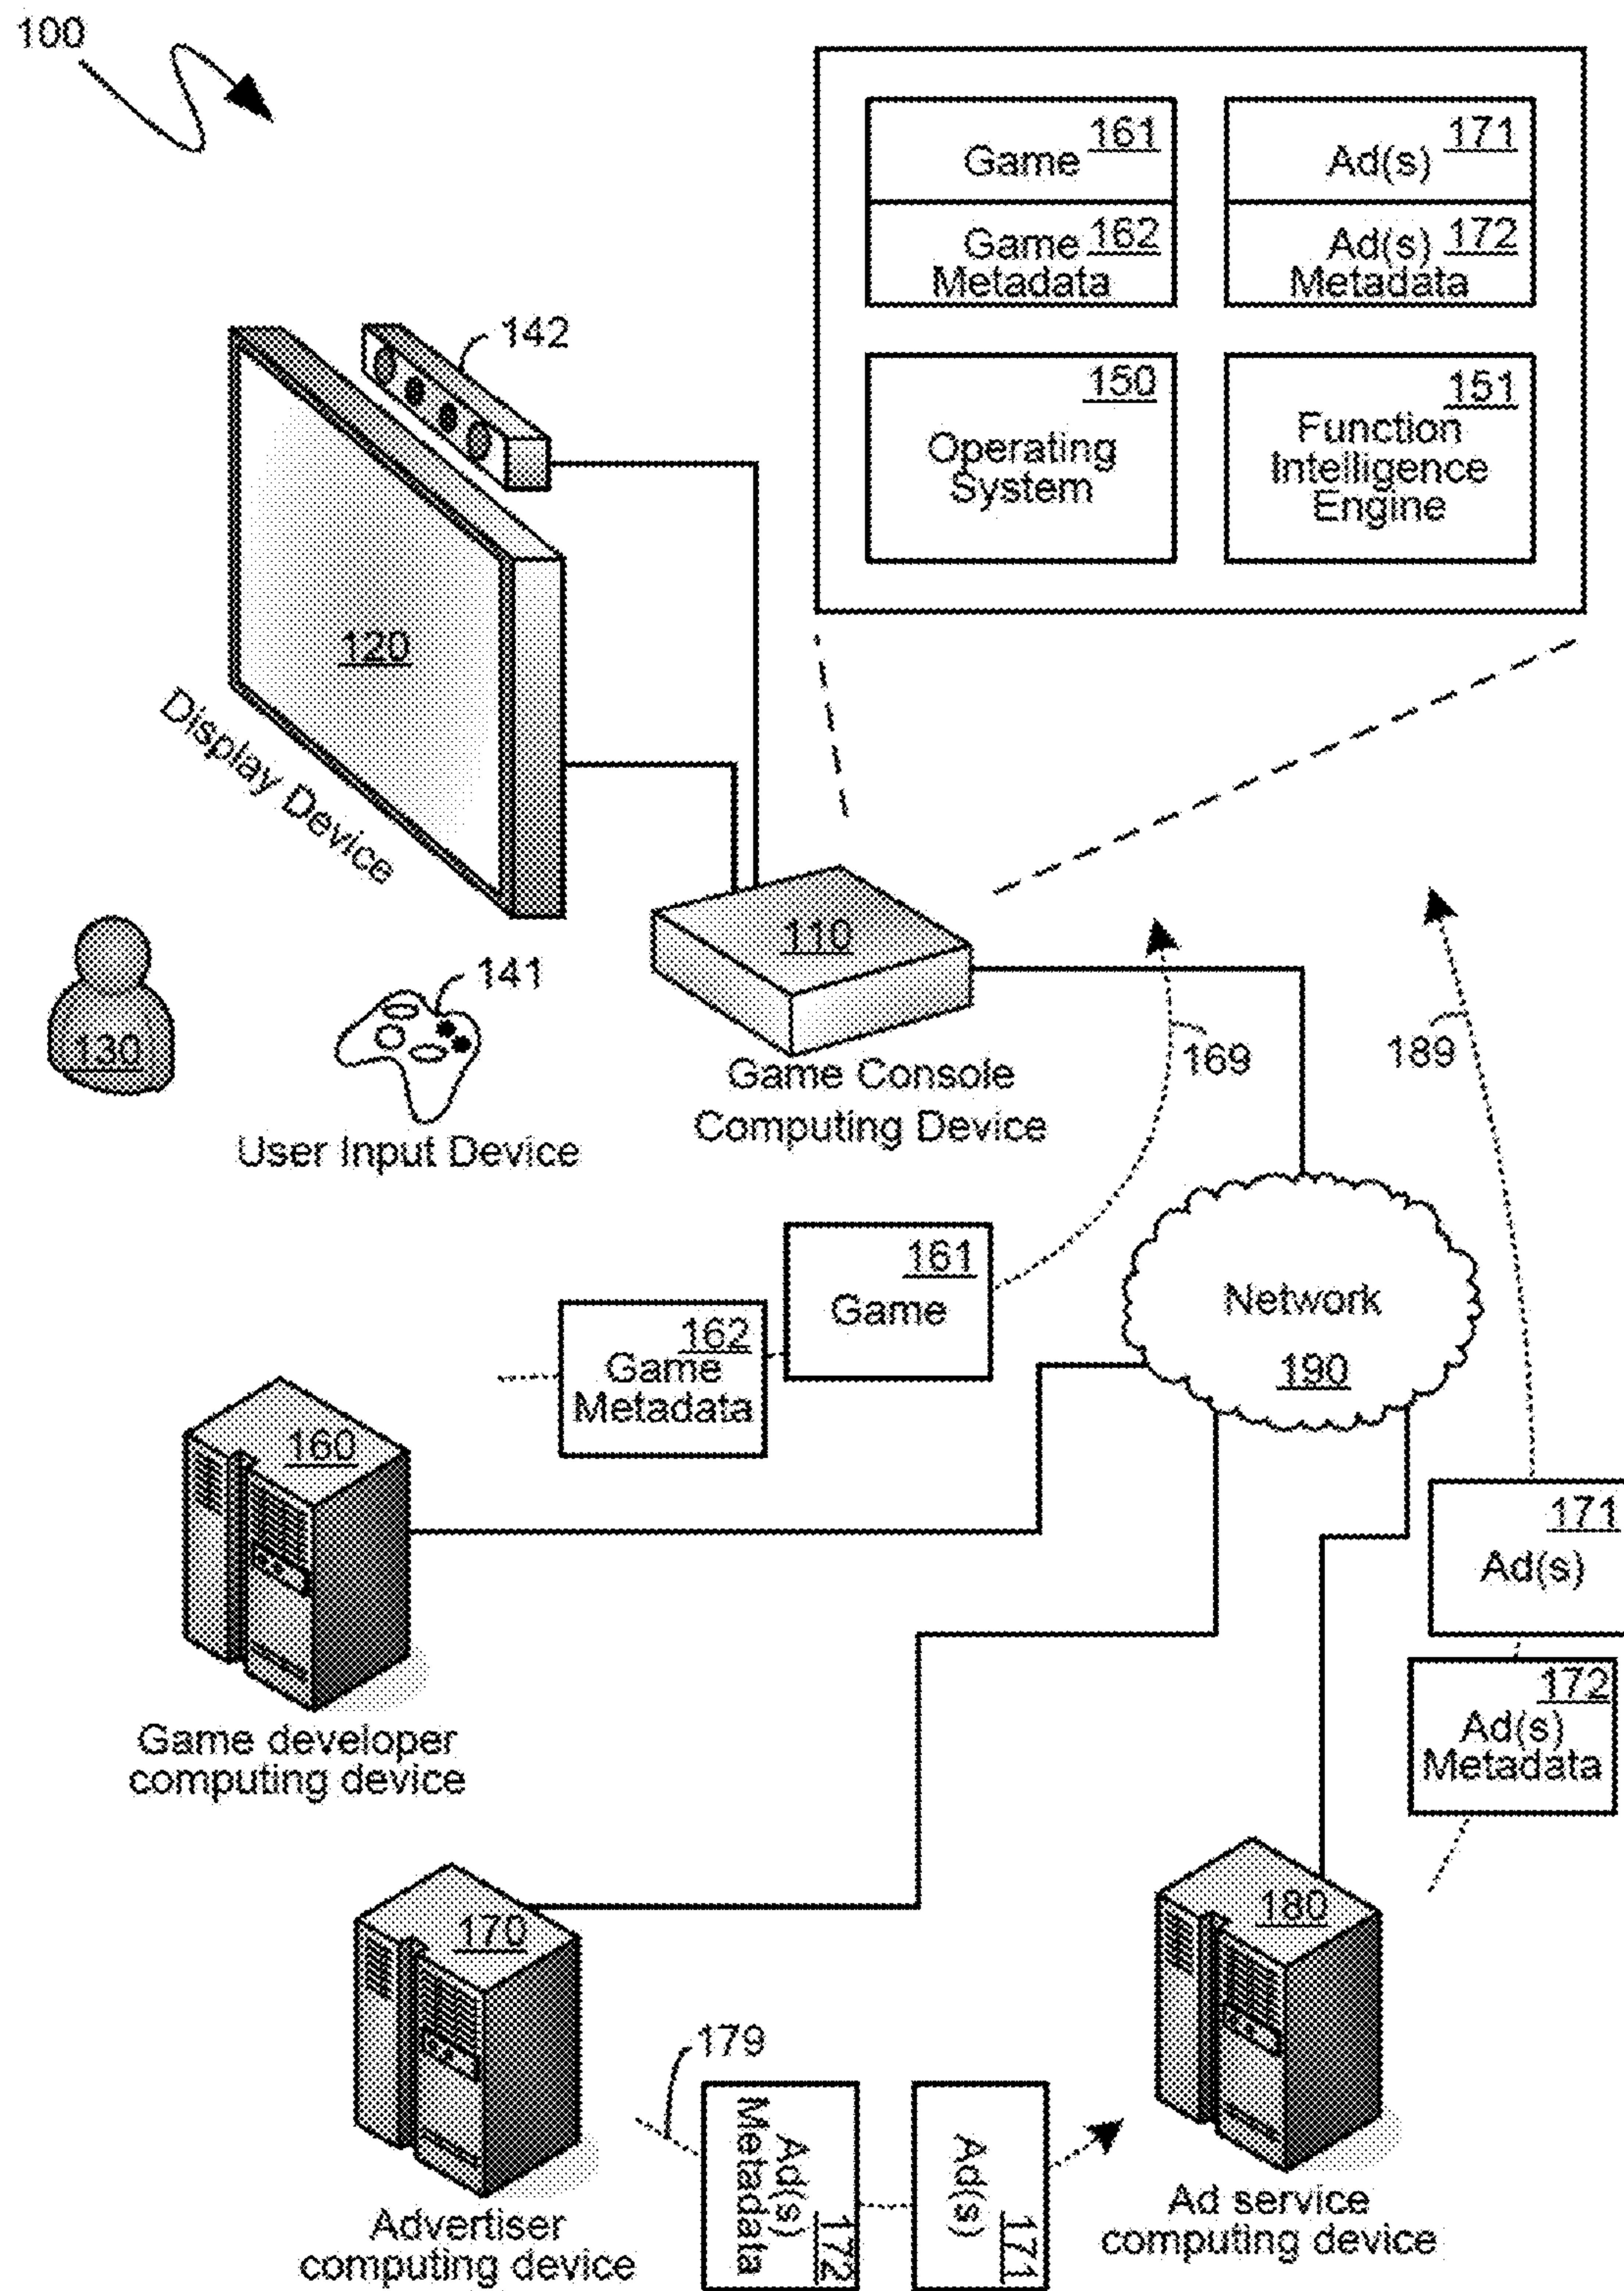 100
161
Game
171
Ad(s)
162
Game
Metadata
172
Ad(s)
Metadata
142
150
Operating
System
151
Function
Intelligence
Engine
120
Display Device
110
141
130
169
189
Game Console
Computing Device
User Input Device
161
Game
Network
190
162
Game
Metadata
160
171
Ad(s)
172
Ad(s)
Metadata
Game developer
computing device
170
180
179
Ad(s)
Metadata
172
Ad(s)
171
Advertiser
computing device
Ad service
computing device